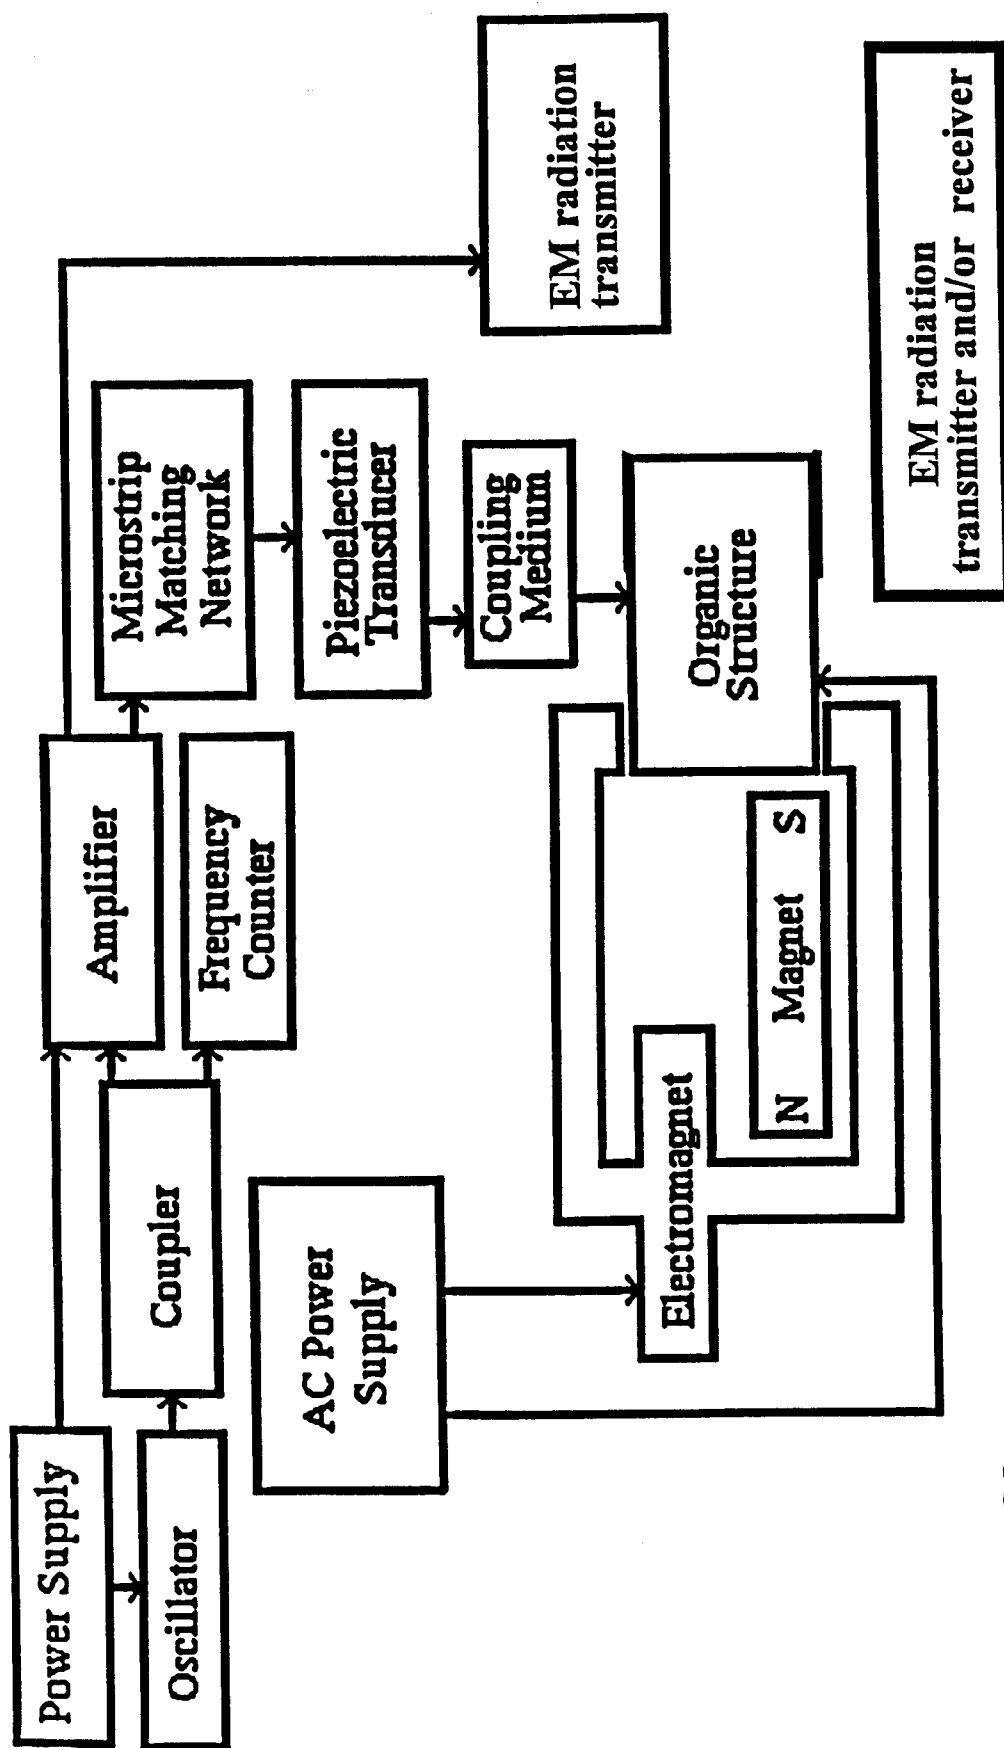 Power Supply
Oscillator
Coupler
Amplifier
Frequency
Counter
Microstrip
Matching
Network
Piezoelectric
Transducer
Coupling
Medium
EM radiation
transmitter
AC Power
Supply
Electromagnet
N Magnet S
Organic
Structure
EM radiation
transmitter and/or receiver